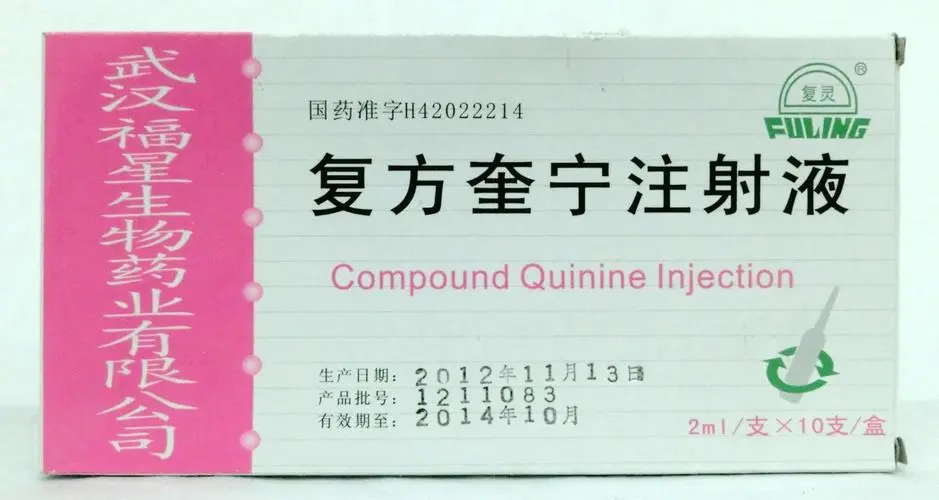 武汉福星生物药业有限公司
国药准字H42022214
复灵
®
FULING
复方奎宁注射液
Compound Quinine Injection
生产日期: 2012年11月13日
产品批号: 1211083
有效期至: 2014年10月
2ml/支×10支/盒